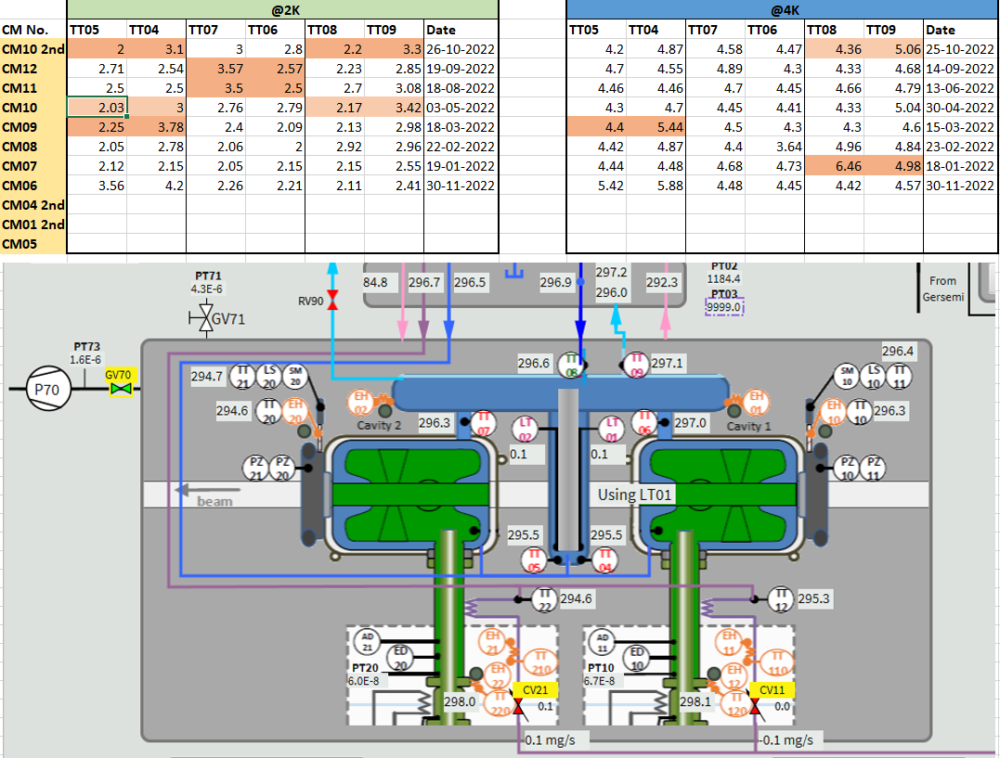 @2K @4K
CM No. TT05 TT04 TT07 TT06 TT08 TT09 Date TT05 TT04 TT07 TT06 TT08 TT09 Date
CM10 2nd 2 3.1 3 2.8 2.2 3.3 26-10-2022 4.2 4.87 4.58 4.47 4.36 5.06 25-10-2022
CM12 2.71 2.54 3.57 2.57 2.23 2.85 19-09-2022 4.7 4.55 4.89 4.3 4.33 4.68 14-09-2022
CM11 2.5 2.5 3.5 2.5 2.7 3.08 18-08-2022 4.46 4.46 4.7 4.45 4.66 4.79 13-06-2022
CM10 2.03 3 2.76 2.79 2.17 3.42 03-05-2022 4.3 4.7 4.45 4.41 4.33 5.04 30-04-2022
CM09 2.25 3.78 2.4 2.09 2.13 2.98 18-03-2022 4.4 5.44 4.5 4.3 4.3 4.6 15-03-2022
CM08 2.05 2.78 2.06 2 2.92 2.96 22-02-2022 4.42 4.87 4.4 3.64 4.96 4.84 23-02-2022
CM07 2.12 2.15 2.05 2.15 2.15 2.55 19-01-2022 4.44 4.48 4.68 4.73 6.46 4.98 18-01-2022
CM06 3.56 4.2 2.26 2.21 2.11 2.41 30-11-2022 5.42 5.88 4.48 4.45 4.42 4.57 30-11-2022
CM04 2nd
CM01 2nd
CM05
PT71
4.3E-6
GV71
RV90
84.8 296.7 296.5 296.9
297.2
296.0
292.3
PT02
1184.4
PT03
9999.0
From
Gersemi
PT73
1.6E-6
P70
GV70
294.7
TT 21
LS 20
SM 20
294.6
TT 20
EH 20
EH 02
Cavity 2
296.6
TT 08
TT 09
297.1
EH 01
Cavity 1
296.4
SM 10
LS 10
TT 11
EH 10
TT 10
296.3
296.3
TT 07
LT 02
LT 01
TT 06
297.0
0.1
0.1
PZ 21
PZ 20
PZ 10
PZ 11
beam
Using LT01
295.5
295.5
TT 05
TT 04
TT 22
294.6
TT 12
295.3
AD 21
ED 20
PT20
6.0E-8
EH 21
TT 210
EH 22
TT 220
298.0
CV21
0.1
0.1 mg/s
AD 11
ED 10
PT10
6.7E-8
EH 11
TT 110
EH 12
TT 120
298.1
CV11
0.0
-0.1 mg/s